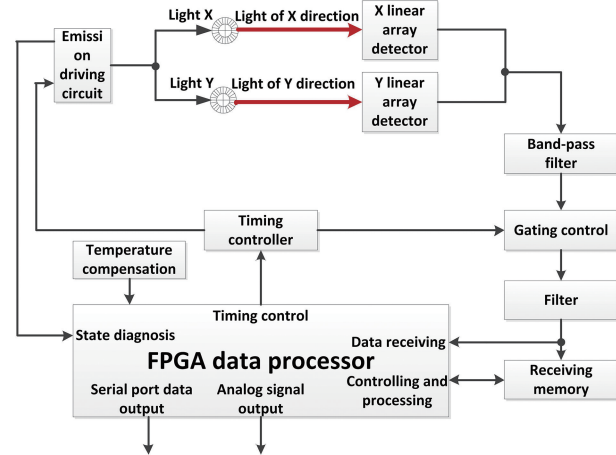 Light X
Light of X direction
X linear
array
detector
Emissi
on
driving
circuit
Light Y
Light of Y direction
Y linear
array
detector
Band-pass
filter
Timing
controller
Gating control
Temperature
compensation
Filter
Timing control
State diagnosis
Data receiving
FPGA data processor
Receiving
memory
Controlling and
processing
Serial port data
output
Analog signal
output